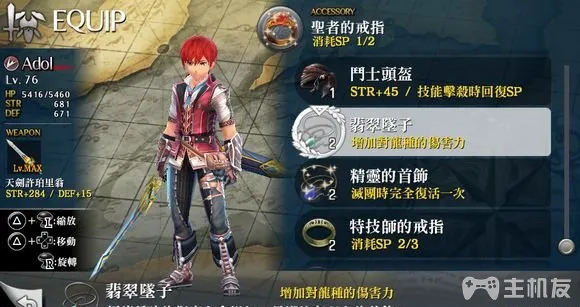 EQUIP
Adol
Lv. 76
HP 5416/5460
STR 681
DEF 671
WEAPON
Lv.MAX
天劍許珀里翁
STR+284 / DEF+15
△+L:縮放
△+:移動
R:旋轉
ACCESSORY
聖者的戒指
消耗SP 1/2
鬥士頭盔
1
STR+45 / 技能擊殺時回復SP
翡翠墜子
2
增加對龍種的傷害力
精靈的首飾
2
滅團時完全復活一次
特技師的戒指
2
消耗SP 2/3
翡翠墜子
增加對龍種的傷害力
主机友